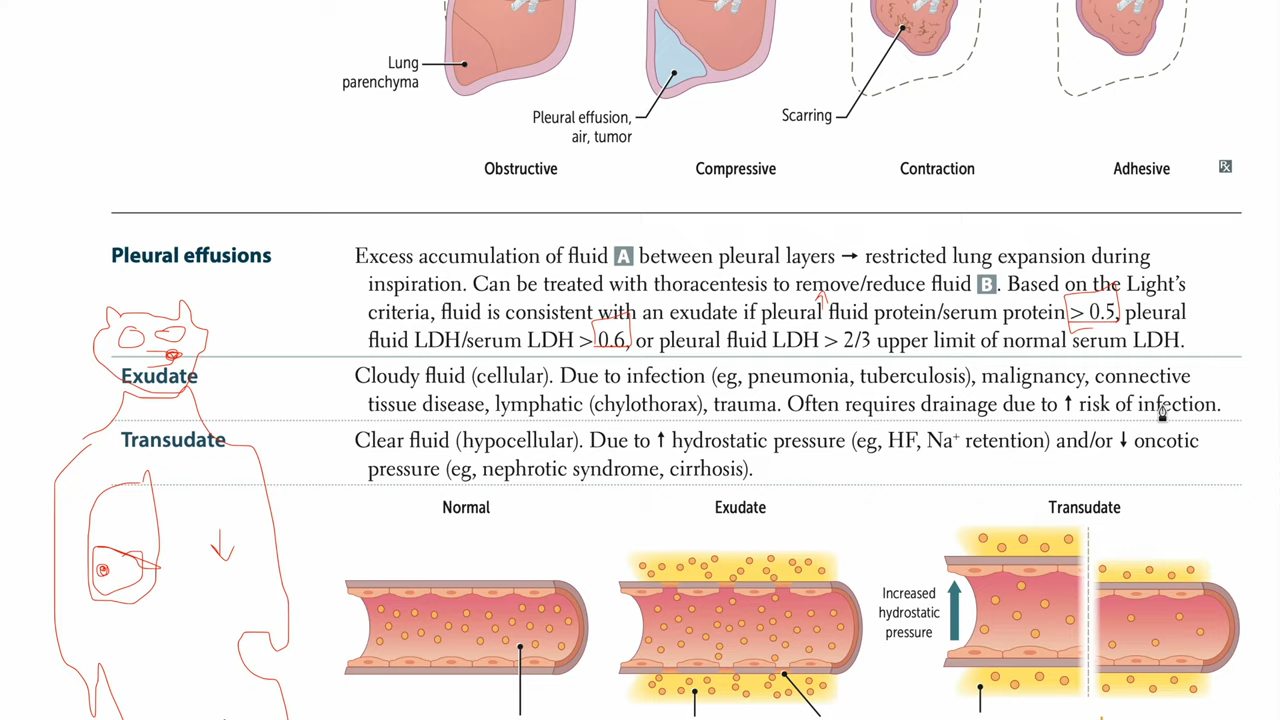 Lung
parenchyma
Pleural effusion,
air, tumor
Scarring
Obstructive
Compressive
Contraction
Adhesive
Rx
Pleural effusions
Excess accumulation of fluid A between pleural layers → restricted lung expansion during
inspiration. Can be treated with thoracentesis to remove/reduce fluid B. Based on the Light’s
criteria, fluid is consistent with an exudate if pleural fluid protein/serum protein > 0.5, pleural
fluid LDH/serum LDH > 0.6, or pleural fluid LDH > 2/3 upper limit of normal serum LDH.
Exudate
Cloudy fluid (cellular). Due to infection (eg, pneumonia, tuberculosis), malignancy, connective
tissue disease, lymphatic (chylothorax), trauma. Often requires drainage due to ↑ risk of infection.
Transudate
Clear fluid (hypocellular). Due to ↑ hydrostatic pressure (eg, HF, Na⁺ retention) and/or ↓ oncotic
pressure (eg, nephrotic syndrome, cirrhosis).
Normal
Exudate
Transudate
Increased
hydrostatic
pressure